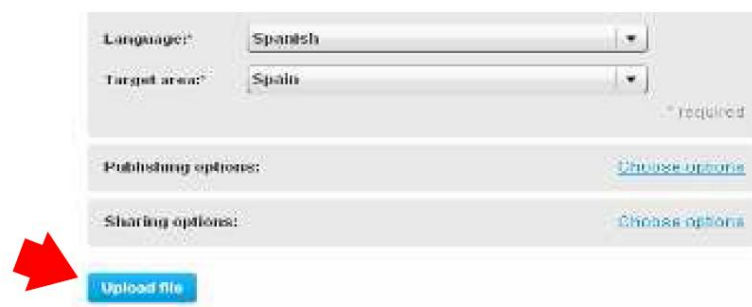 Language:* Spanish
Target area:* Spain
* required
Publishing options: Choose options
Sharing options: Choose options
Upload file